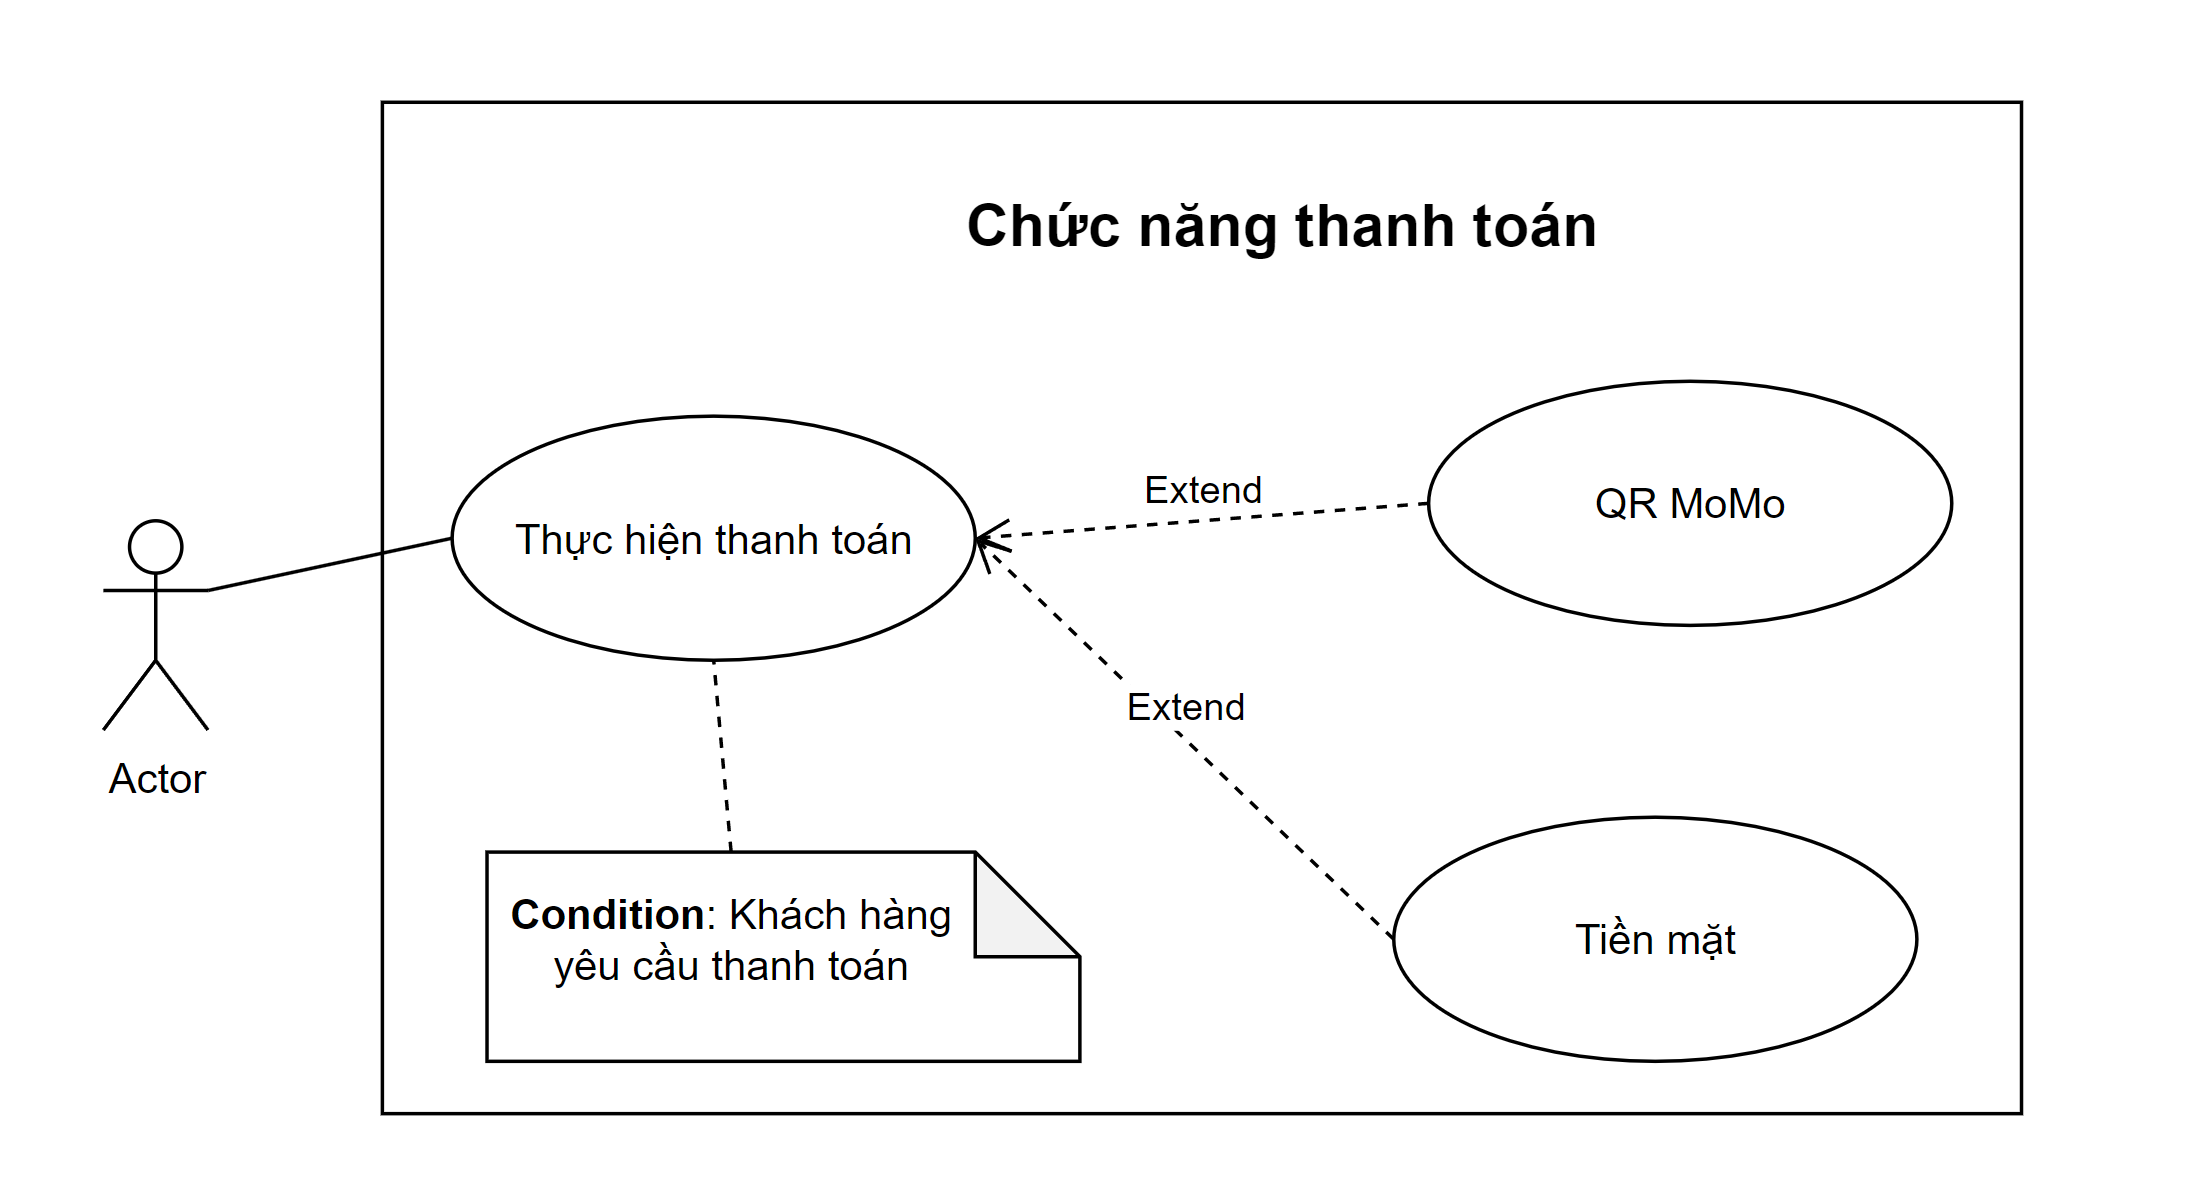 Chức năng thanh toán
Thực hiện thanh toán
Extend
QR MoMo
Extend
Actor
Condition: Khách hàng
yêu cầu thanh toán
Tiền mặt